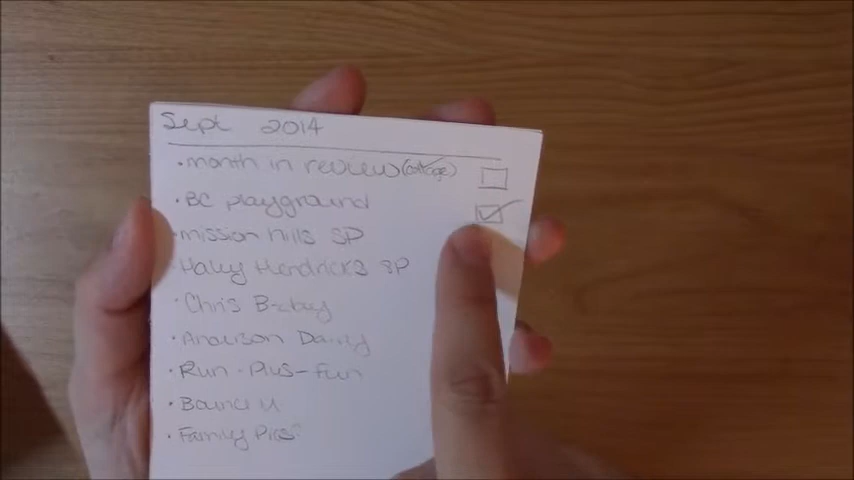 Sept 2014
• month in review (collage)
• BC playground
• mission hills SP
• Haley Hendricks SP
• Chris B-day
• Anderson Dairy
• Run-Plus-Fun
• Bounce U
• Family Pics